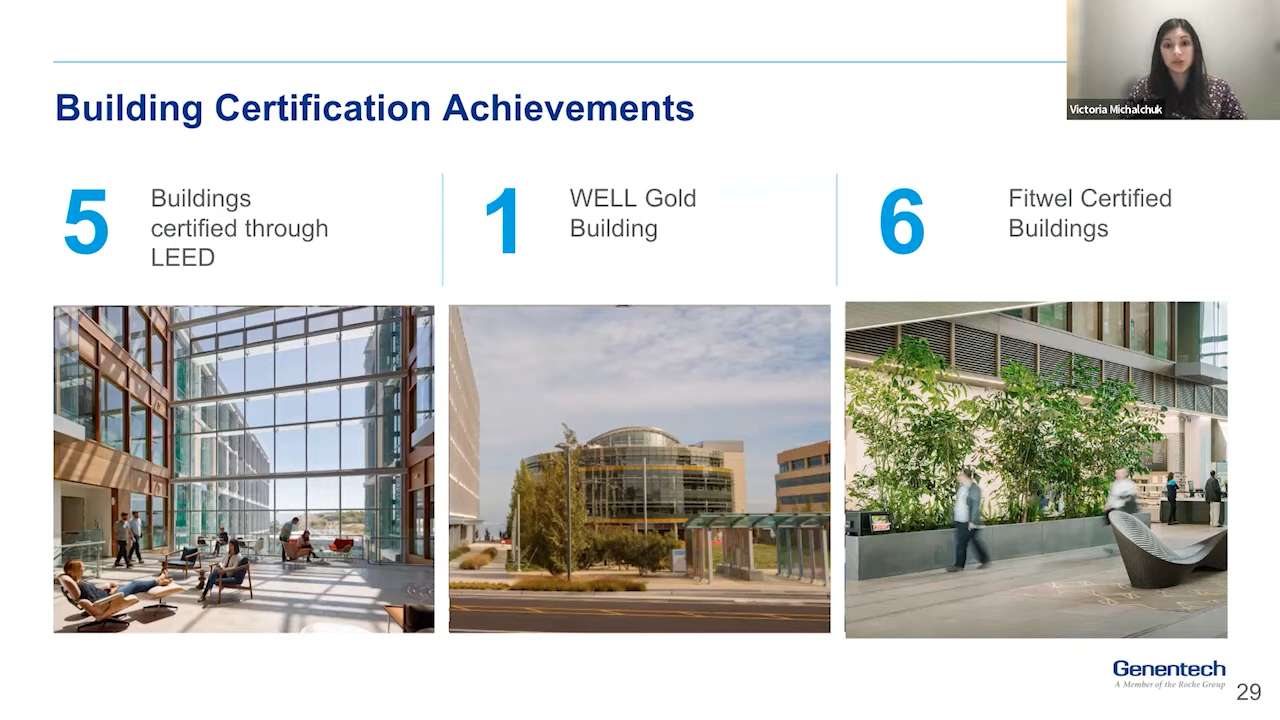 Victoria Michalchuk
Building Certification Achievements
5
Buildings
certified through
LEED
1
WELL Gold
Building
6
Fitwel Certified
Buildings
Genentech
A Member of the Roche Group
29